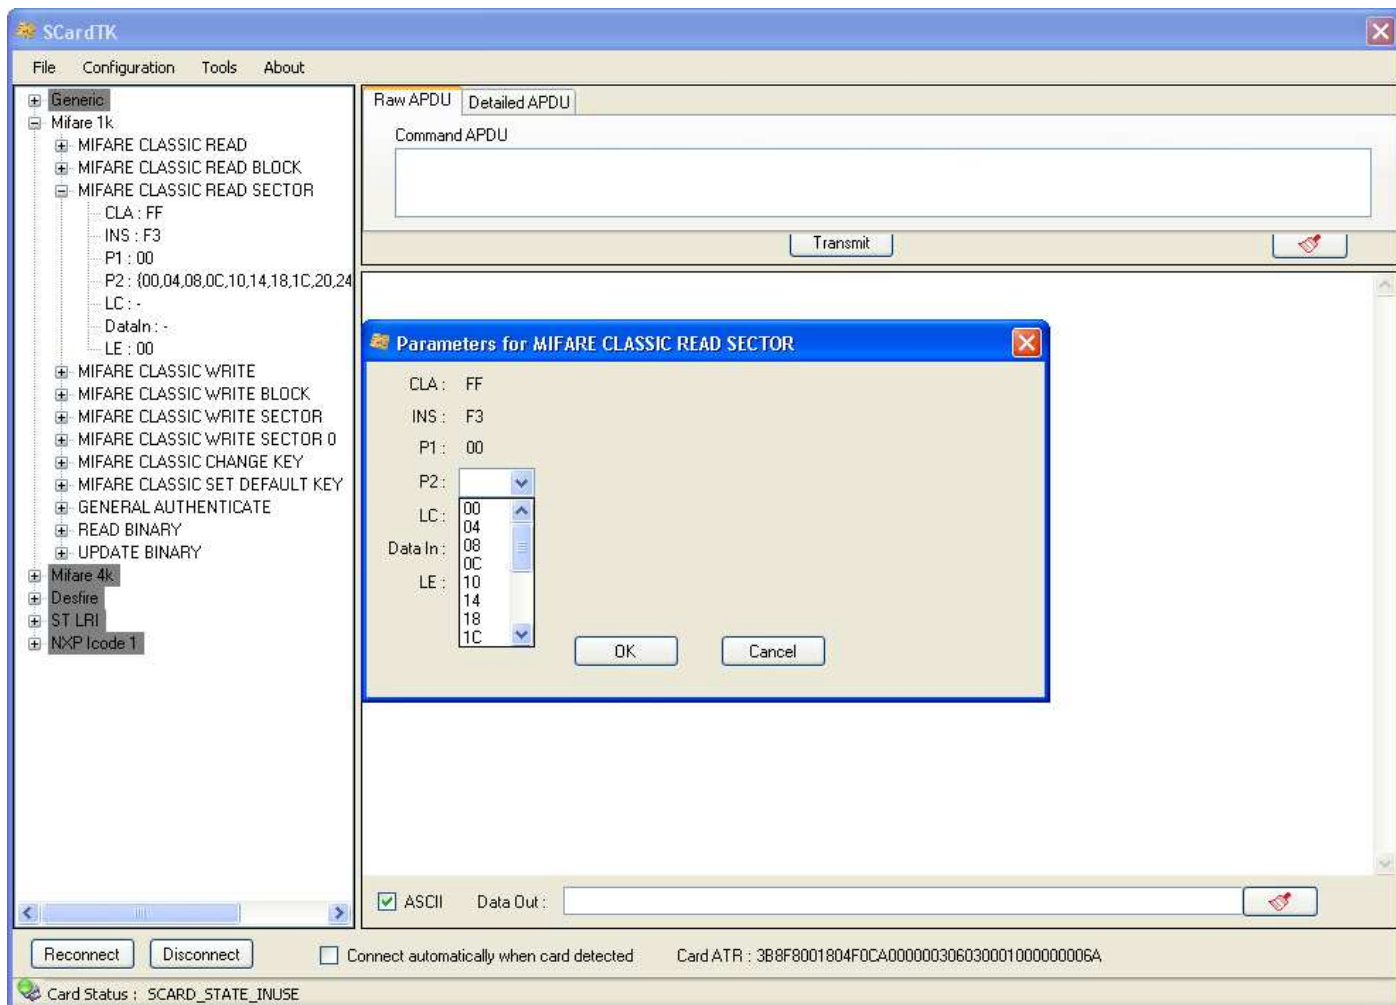 SCardTK
File Configuration Tools About
Generic
Mifare 1k
MIFARE CLASSIC READ
MIFARE CLASSIC READ BLOCK
MIFARE CLASSIC READ SECTOR
CLA : FF
INS : F3
P1 : 00
P2 : {00,04,08,0C,10,14,18,1C,20,24
LC : -
DataIn : -
LE : 00
MIFARE CLASSIC WRITE
MIFARE CLASSIC WRITE BLOCK
MIFARE CLASSIC WRITE SECTOR
MIFARE CLASSIC WRITE SECTOR 0
MIFARE CLASSIC CHANGE KEY
MIFARE CLASSIC SET DEFAULT KEY
GENERAL AUTHENTICATE
READ BINARY
UPDATE BINARY
Mifare 4k
Desfire
ST LRI
NXP Icode 1
Raw APDU Detailed APDU
Command APDU
Transmit
Parameters for MIFARE CLASSIC READ SECTOR
CLA : FF
INS : F3
P1 : 00
P2 :
LC :
Data In :
LE :
00
04
08
0C
10
14
18
1C
OK Cancel
ASCII Data Out :
Reconnect Disconnect Connect automatically when card detected Card ATR : 3B8F8001804F0CA000000306030001000000006A
Card Status : SCARD_STATE_INUSE